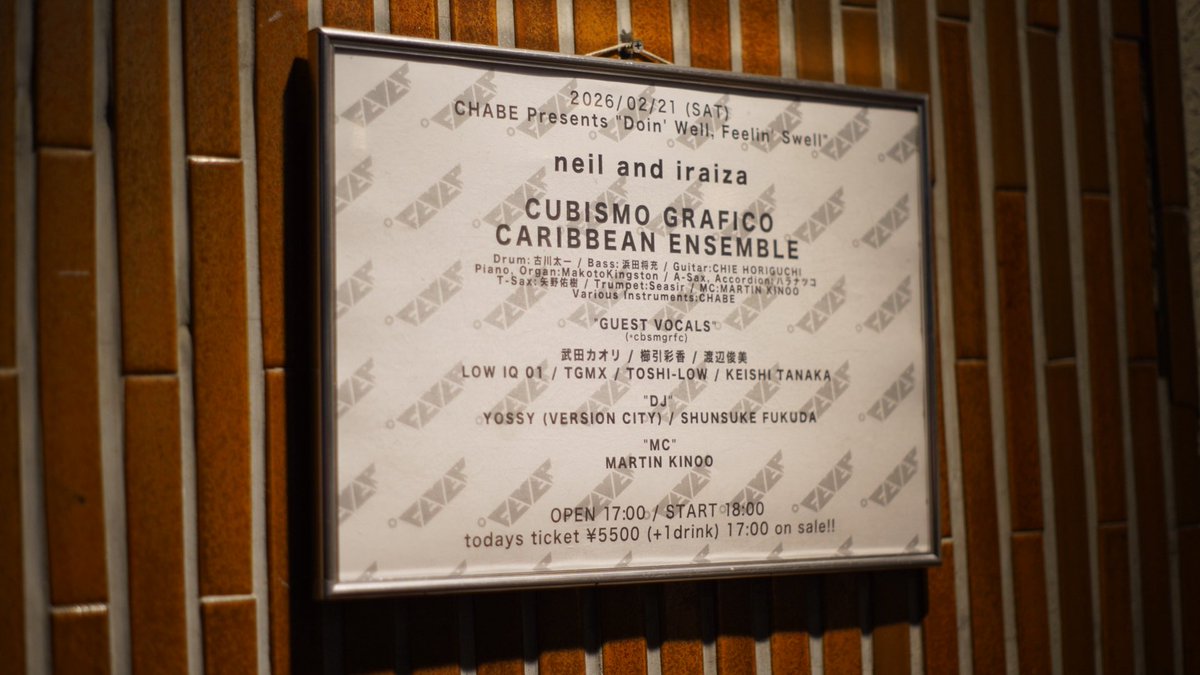 2026/02/21 (SAT)
CHABE Presents "Doin' Well, Feelin' Swell"
neil and iraiza
CUBISMO GRAFICO
CARIBBEAN ENSEMBLE
Drum:古川太一 / Bass:浜田将充 / Guitar:CHIE HORIGUCHI
Piano, Organ:MakotoKingston / A-Sax, Accordion:ハラナツコ
T-Sax:矢野佑樹 / Trumpet:Seasir / MC:MARTIN KINOO
Various Instruments:CHABE
"GUEST VOCALS"
(・cbsmgrfc)
武田カオリ / 櫛引彩香 / 渡辺俊美
LOW IQ 01 / TGMX / TOSHI-LOW / KEISHI TANAKA
"DJ"
YOSSY (VERSION CITY) / SHUNSUKE FUKUDA
"MC"
MARTIN KINOO
OPEN 17:00 / START 18:00
todays ticket ¥5500 (+1drink) 17:00 on sale!!